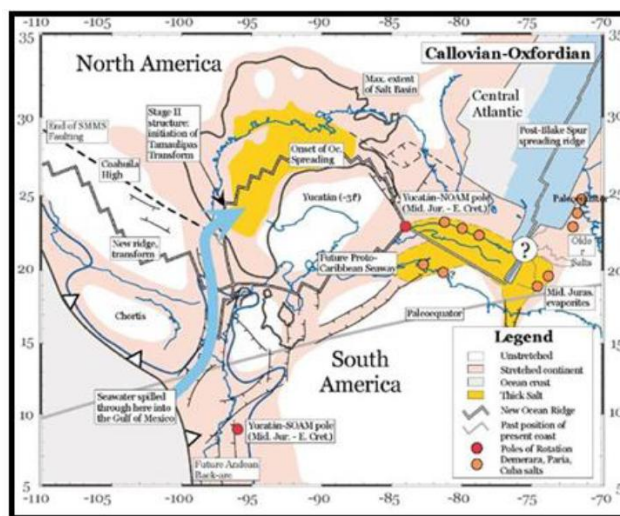 -110 -105 -100 -95 -90 -85 -80 -75 -70
35
30
25
20
15
10
5
North America
Callovian-Oxfordian
Max. extent
of Salt Basin
Central
Atlantic
Stage II
structure:
initiation of
Tamaulipas
Transform
End of SMMS
Faulting
Post-Blake Spur
spreading ridge
Coahuila
High
Onset of Oc.
Spreading
Yucatán
Yucatán-NOAM pole
(Mid. Jur.- E. Cret.)
New ridge,
transform
?
Salts
Future Proto-
Caribbean Seaway
Chortis
Mid. Juras.
evaporites
Paleoequator
South
America
Seawater spilled
through here into
the Gulf of Mexico
Yucatán-SOAM pole
(Mid. Jur. - E. Cret.)
Future Andean
Back-arc
Legend
Unstretched
Stretched continent
Ocean crust
Thick Salt
New Ocean Ridge
Past position of
present coast
Poles of Rotation
Demerara, Paria,
Cuba salts
35
30
25
20
15
10
5
-110 -105 -100 -95 -90 -85 -80 -75 -70